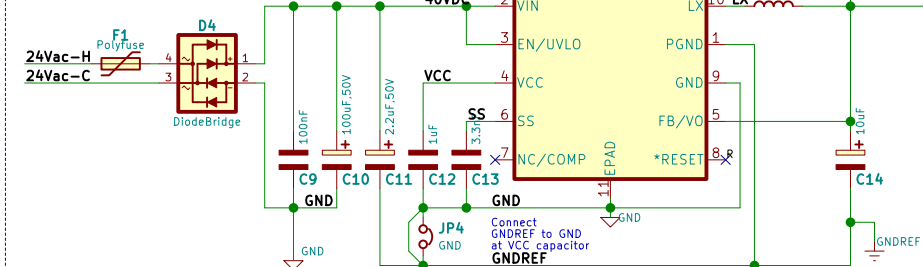 40VDC
2 VIN
LX 10 LX
F1
Polyfuse
D4
24Vac-H
4 1
3 EN/UVLO
PGND 1
24Vac-C
3 2
VCC
4 VCC
GND 9
100nF
100uF,50V
2.2uF,50V
1uF
3.3n
10uF
DiodeBridge
SS
6 SS
FB/VO 5
7 NC/COMP
EPAD
*RESET 8
C9
C10
C11
C12
C13
C14
11
GND
GND
GND
JP4
GND
Connect
GNDREF to GND
at VCC capacitor
GNDREF
GND
GNDREF